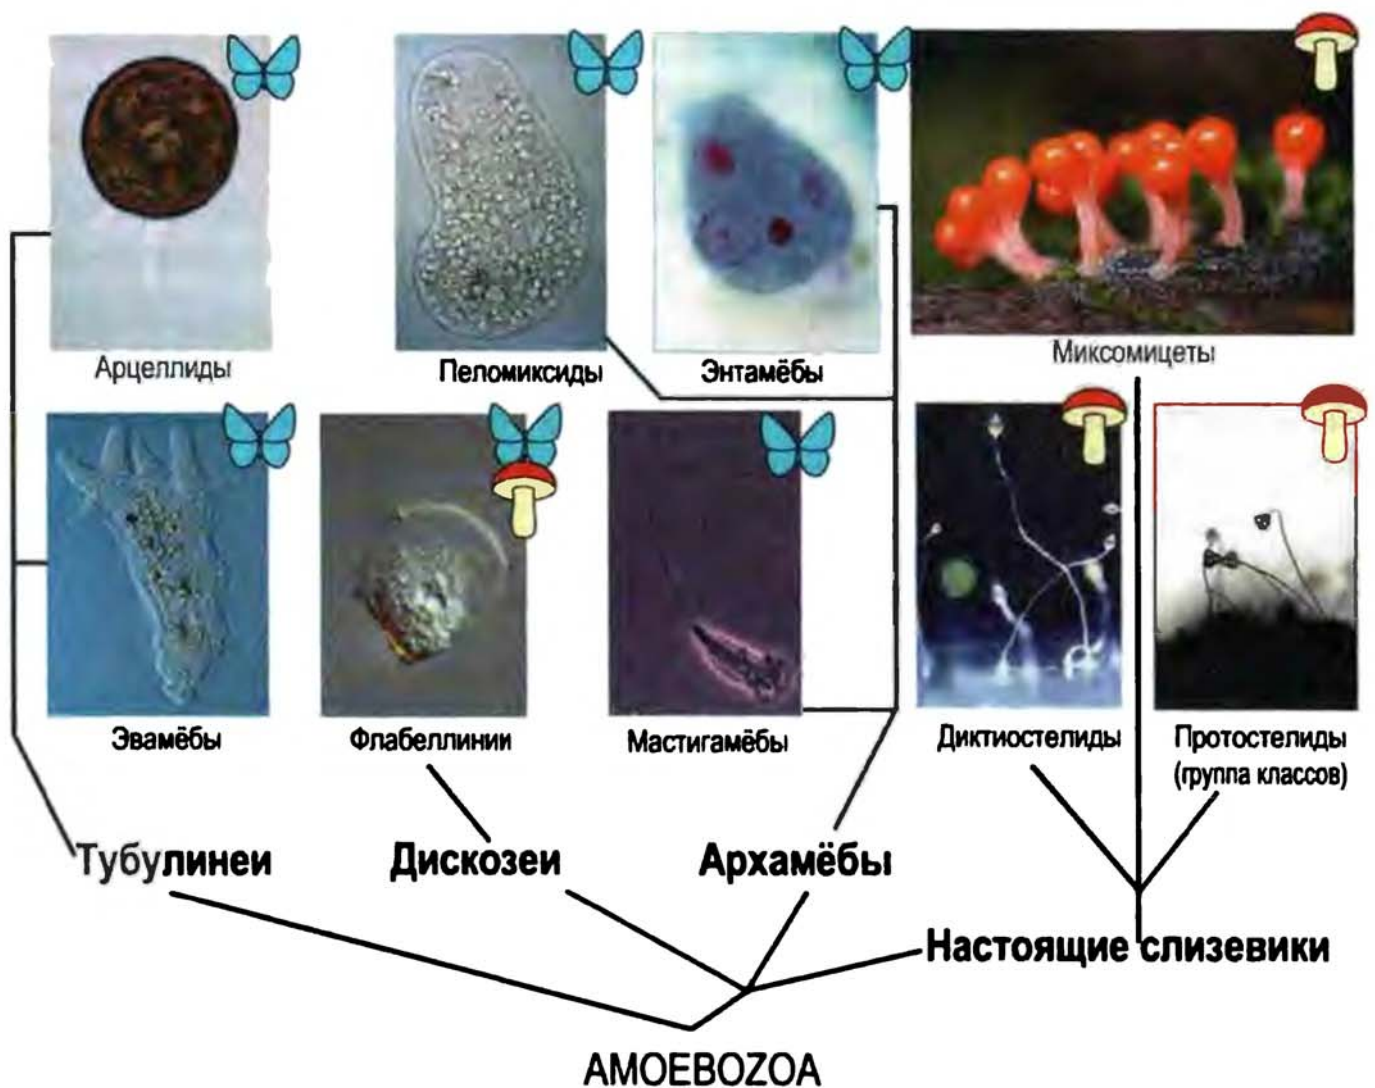 Арцеллиды
Пеломиксиды
Энтамёбы
Миксомицеты
Эвамёбы
Флабеллинии
Мастигамёбы
Диктиостелиды
Протостелиды
(группа классов)
Тубулинеи
Дискозеи
Архамёбы
Настоящие слизевики
AMOEBOZOA